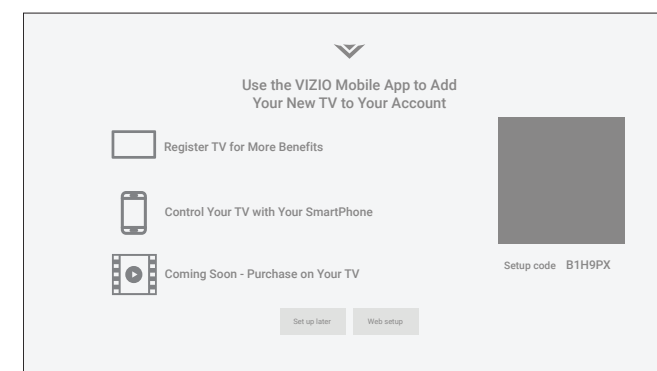 Use the VIZIO Mobile App to Add
Your New TV to Your Account
Register TV for More Benefits
Control Your TV with Your SmartPhone
Coming Soon - Purchase on Your TV
Setup code B1H9PX
Set up later
Web setup